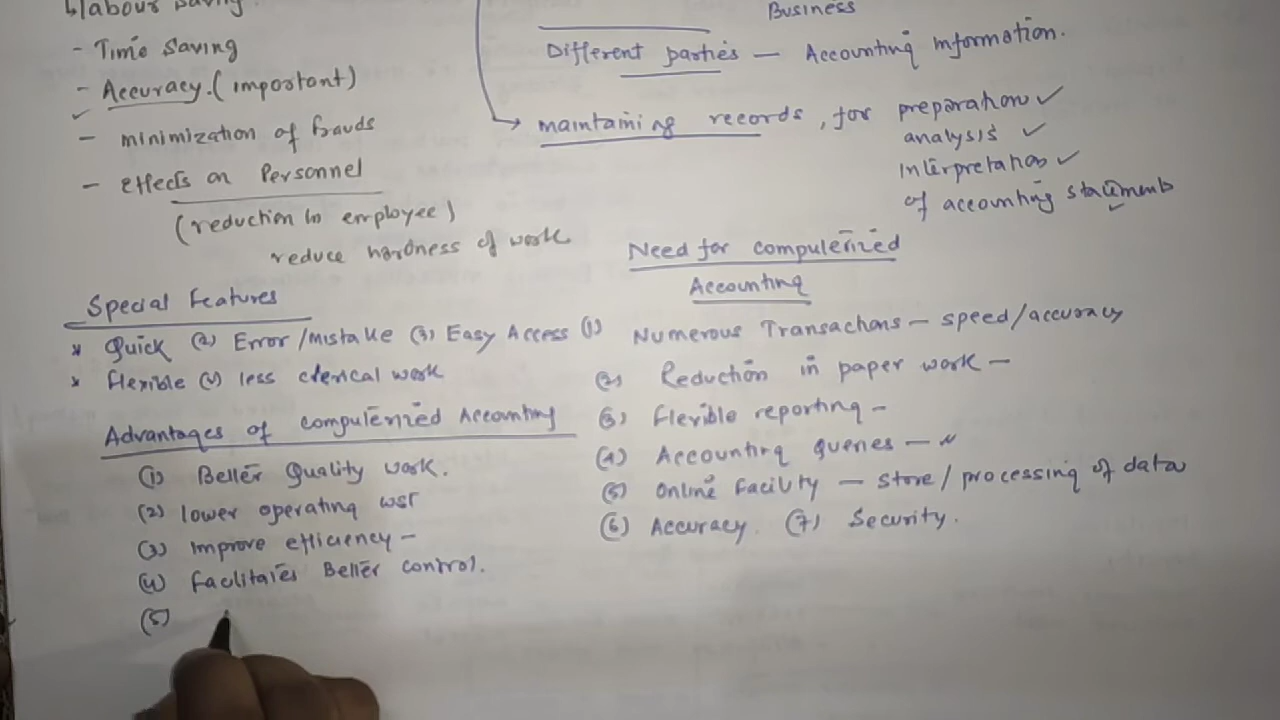 labour saving
- Time saving
- Accuracy. (important)
- minimization of frauds
- effects on Personnel
(reduction in employee)
reduce hardness of work
Business
Different parties — Accounting information.
maintaining records, for preparation ✓
analysis ✓
Interpretation ✓
of accounting statements
Special Features
* Quick (2) Error/mistake (3) Easy Access
* flexible (4) less clerical work
Advantages of computerized Accounting
(1) Better Quality work.
(2) lower operating cost
(3) Improve efficiency -
(4) facilitates Better control.
(5)
Need for computerized
Accounting
(1) Numerous Transactions - speed/accuracy
(2) Reduction in paper work -
(3) flexible reporting -
(4) Accounting queries -
(5) Online facility - store/processing of data
(6) Accuracy. (7) Security.